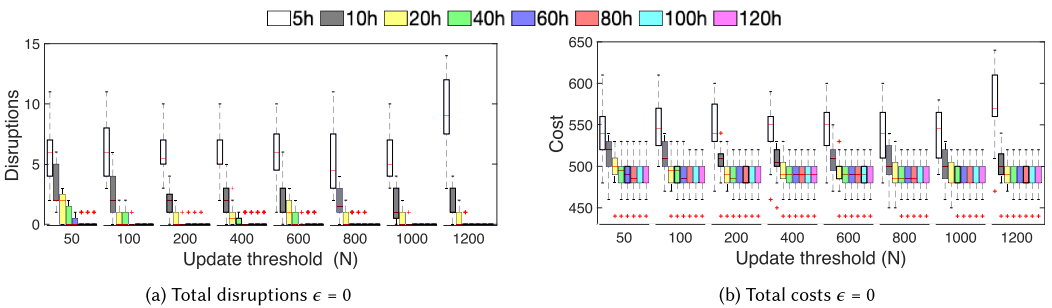 5h 10h 20h 40h 60h 80h 100h 120h
15
10
5
0
Disruptions
50 100 200 400 600 800 1000 1200
Update threshold (N)
(a) Total disruptions ϵ = 0
650
600
550
500
450
Cost
50 100 200 400 600 800 1000 1200
Update threshold (N)
(b) Total costs ϵ = 0